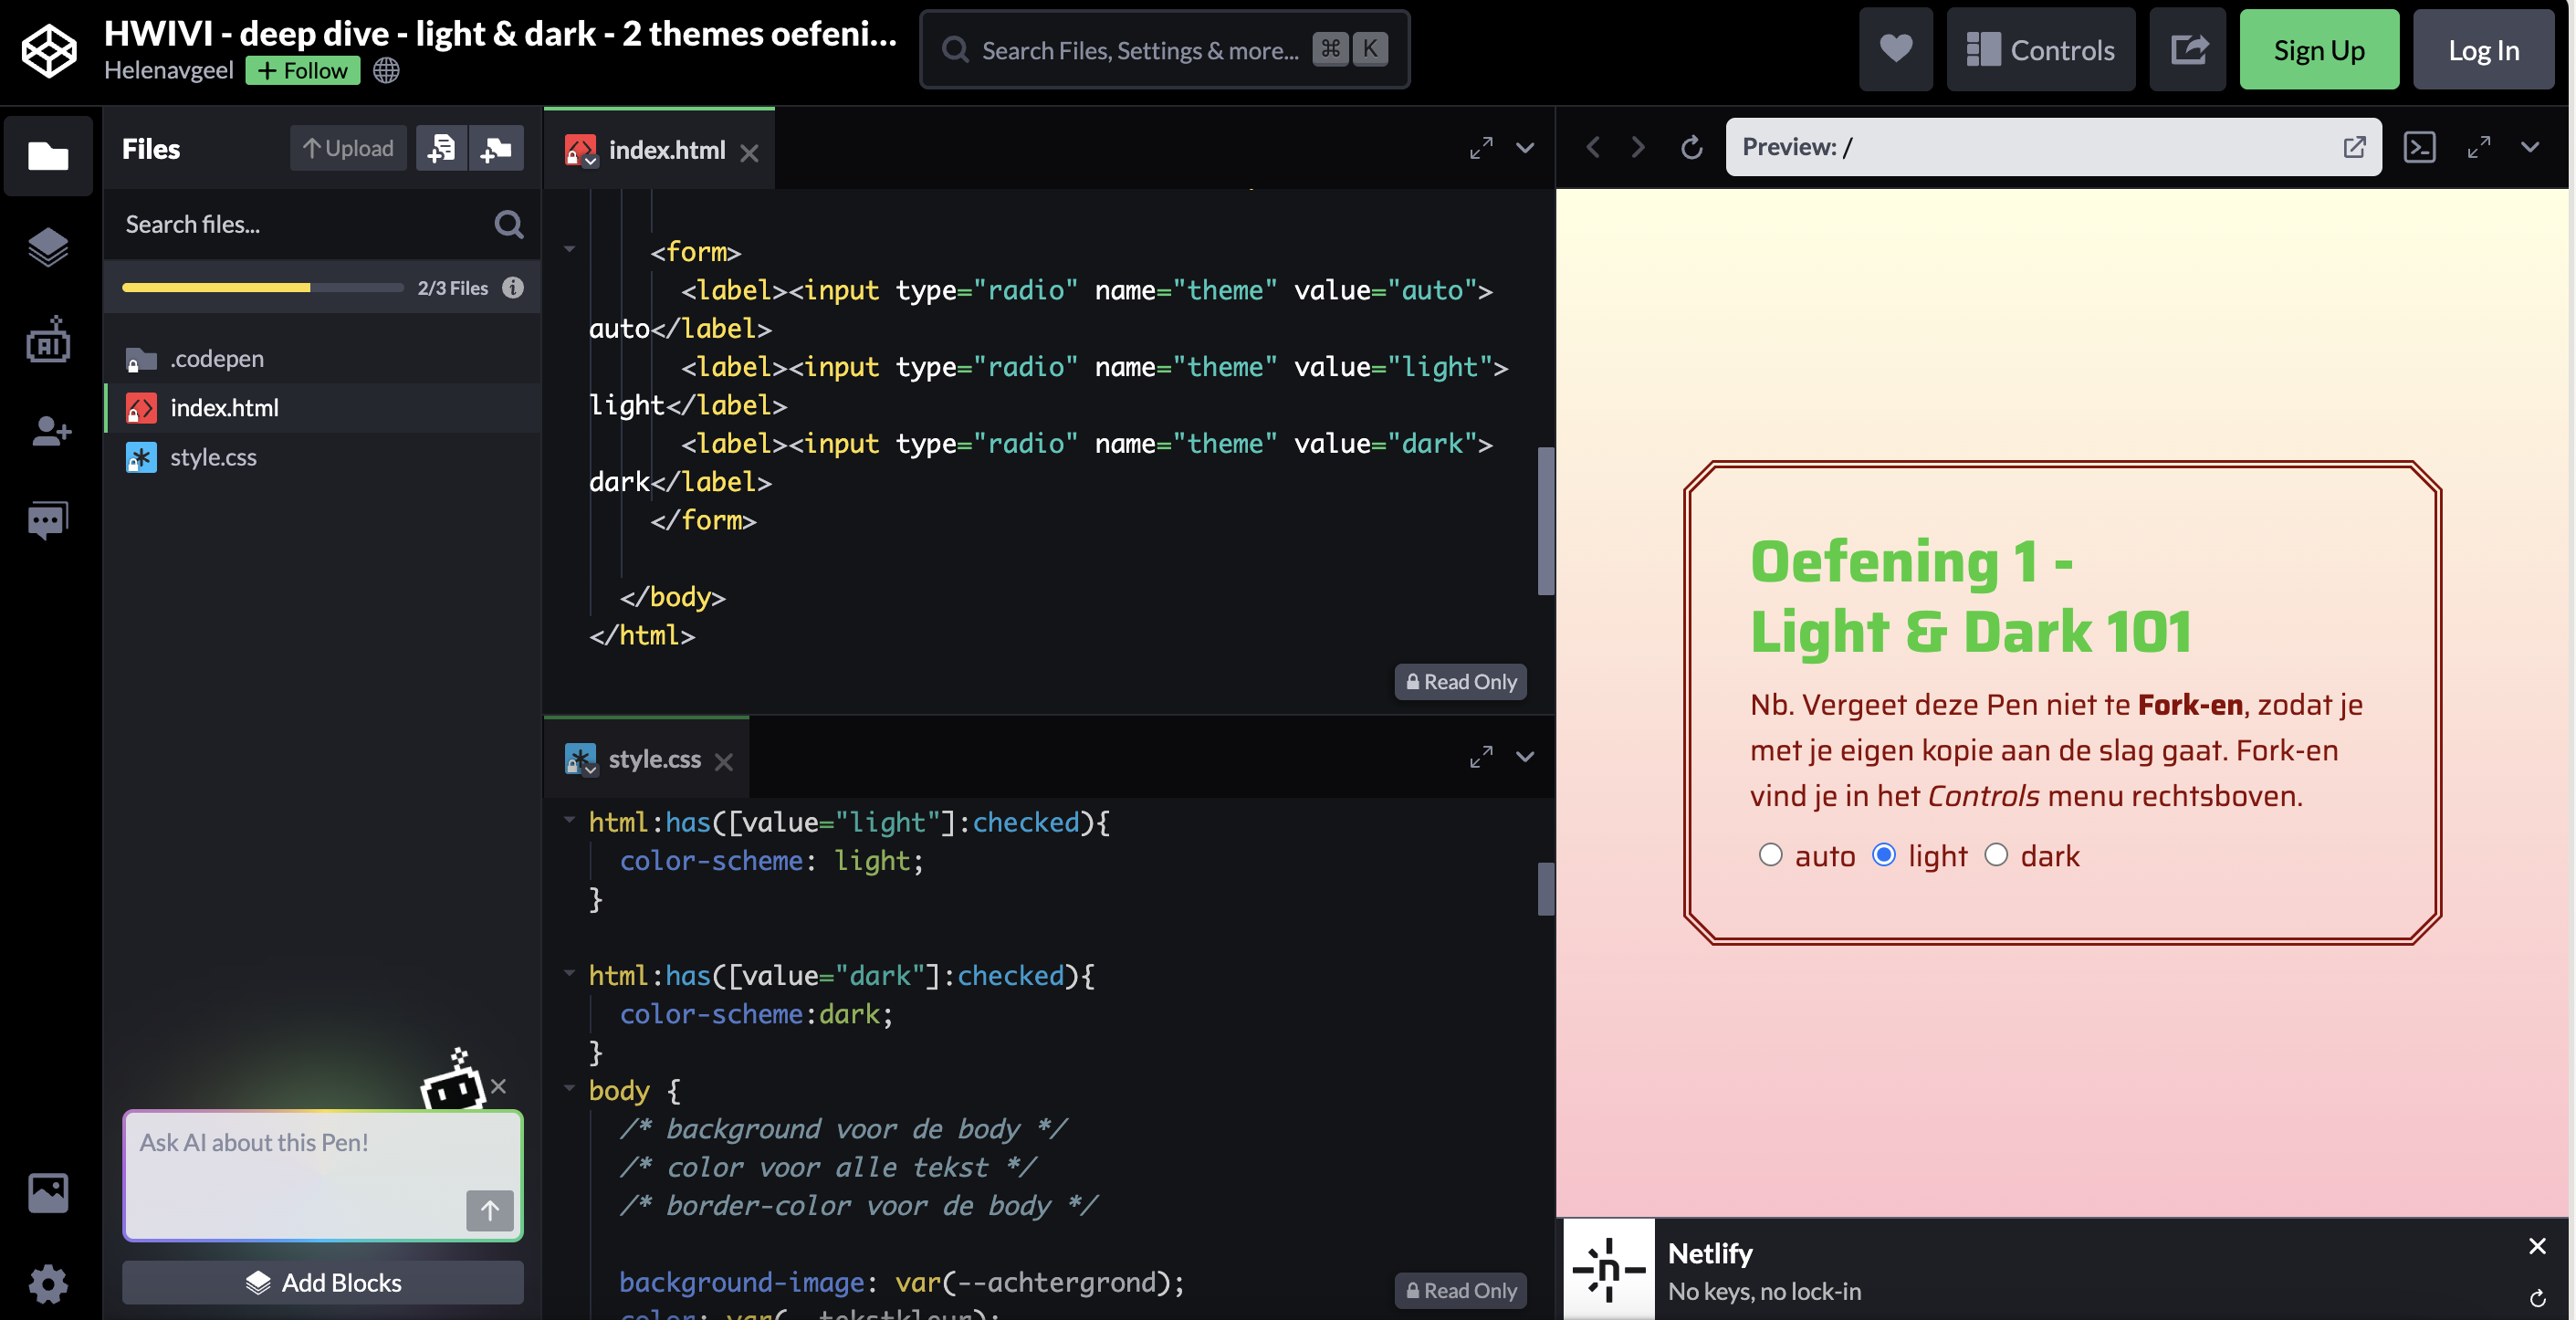 HWIVI - deep dive - light & dark - 2 themes oefeni...
Helenavgeel
+ Follow
Search Files, Settings & more... ⌘ K
Controls
Sign Up
Log In
Files
Upload
Search files...
2/3 Files
.codepen
index.html
style.css
Ask AI about this Pen!
Add Blocks
index.html
<form>
<label><input type="radio" name="theme" value="auto">
auto</label>
<label><input type="radio" name="theme" value="light">
light</label>
<label><input type="radio" name="theme" value="dark">
dark</label>
</form>
</body>
</html>
Read Only
style.css
html:has([value="light"]:checked){
color-scheme: light;
}
html:has([value="dark"]:checked){
color-scheme:dark;
}
body {
/* background voor de body */
/* color voor alle tekst */
/* border-color voor de body */
background-image: var(--achtergrond);
color: var(--tekstkleur);
Read Only
Preview: /
Oefening 1 -
Light & Dark 101
Nb. Vergeet deze Pen niet te Fork-en, zodat je
met je eigen kopie aan de slag gaat. Fork-en
vind je in het Controls menu rechtsboven.
auto light dark
Netlify
No keys, no lock-in